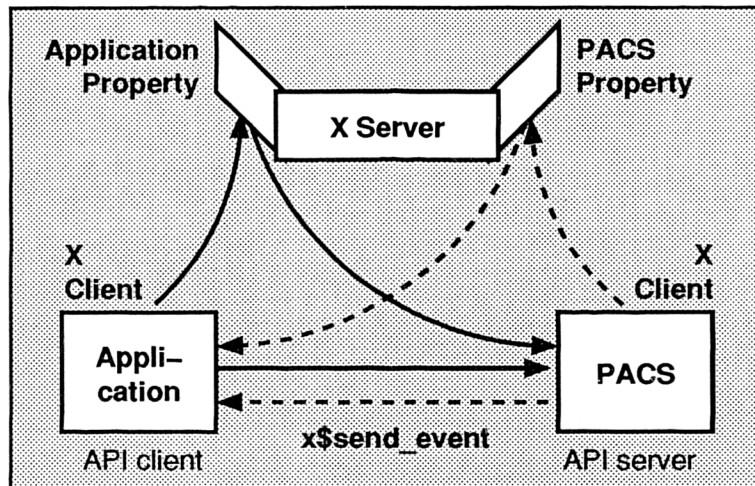 Application
Property
PACS
Property
X Server
X
Client
X
Client
Appli–
cation
PACS
x$send_event
API client
API server